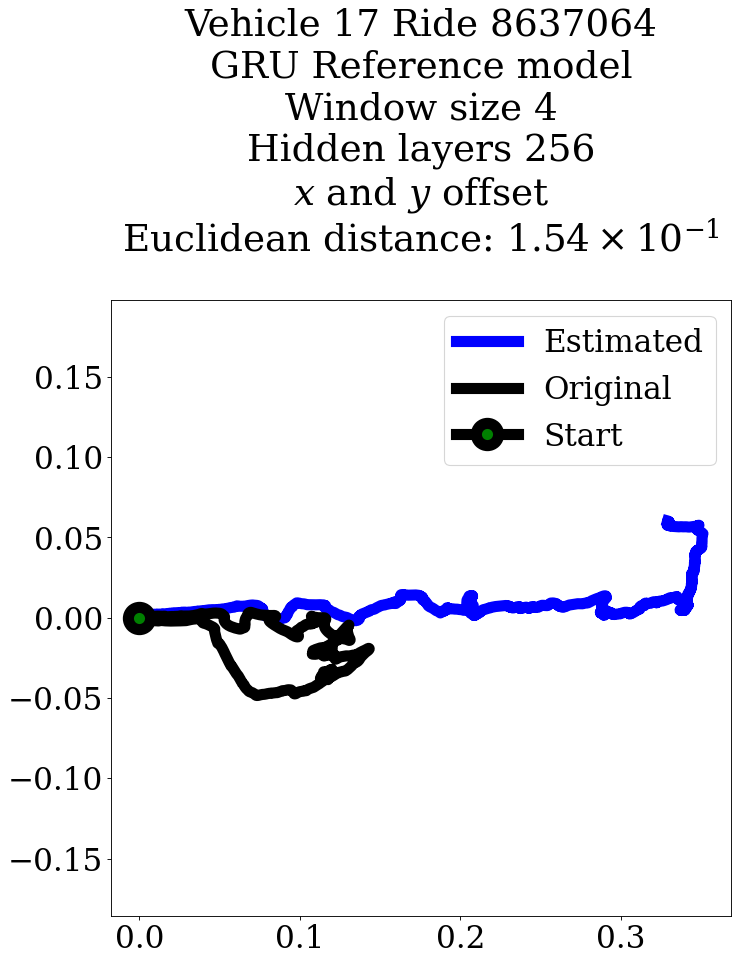 Vehicle 17 Ride 8637064
GRU Reference model
Window size 4
Hidden layers 256
x and y offset
Euclidean distance: 1.54 × 10⁻¹
Estimated
Original
Start
0.15
0.10
0.05
0.00
−0.05
−0.10
−0.15
0.0 0.1 0.2 0.3